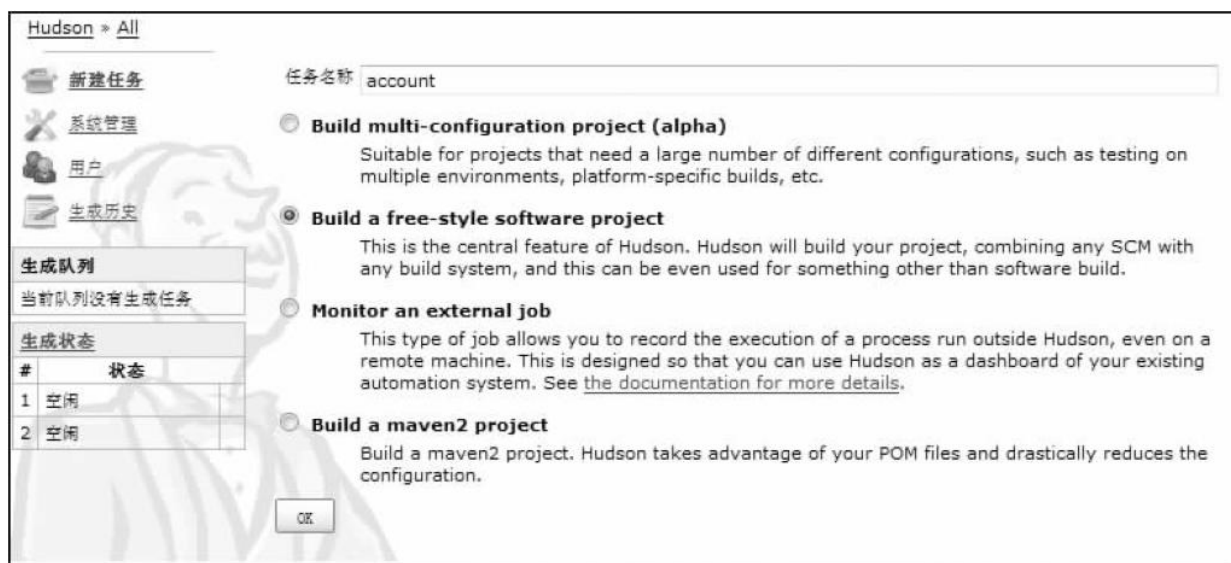 Hudson » All
新建任务
系统管理
用户
生成历史
生成队列
当前队列没有生成任务
生成状态
# 状态
1 空闲
2 空闲
任务名称 account
Build multi-configuration project (alpha)
Suitable for projects that need a large number of different configurations, such as testing on
multiple environments, platform-specific builds, etc.
Build a free-style software project
This is the central feature of Hudson. Hudson will build your project, combining any SCM with
any build system, and this can be even used for something other than software build.
Monitor an external job
This type of job allows you to record the execution of a process run outside Hudson, even on a
remote machine. This is designed so that you can use Hudson as a dashboard of your existing
automation system. See the documentation for more details.
Build a maven2 project
Build a maven2 project. Hudson takes advantage of your POM files and drastically reduces the
configuration.
OK